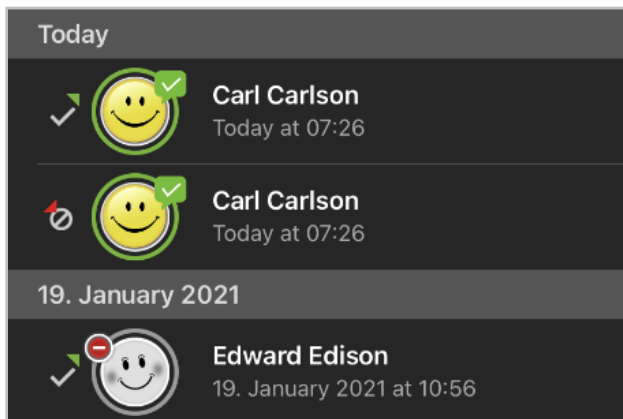 Today
Carl Carlson
Today at 07:26
Carl Carlson
Today at 07:26
19. January 2021
Edward Edison
19. January 2021 at 10:56